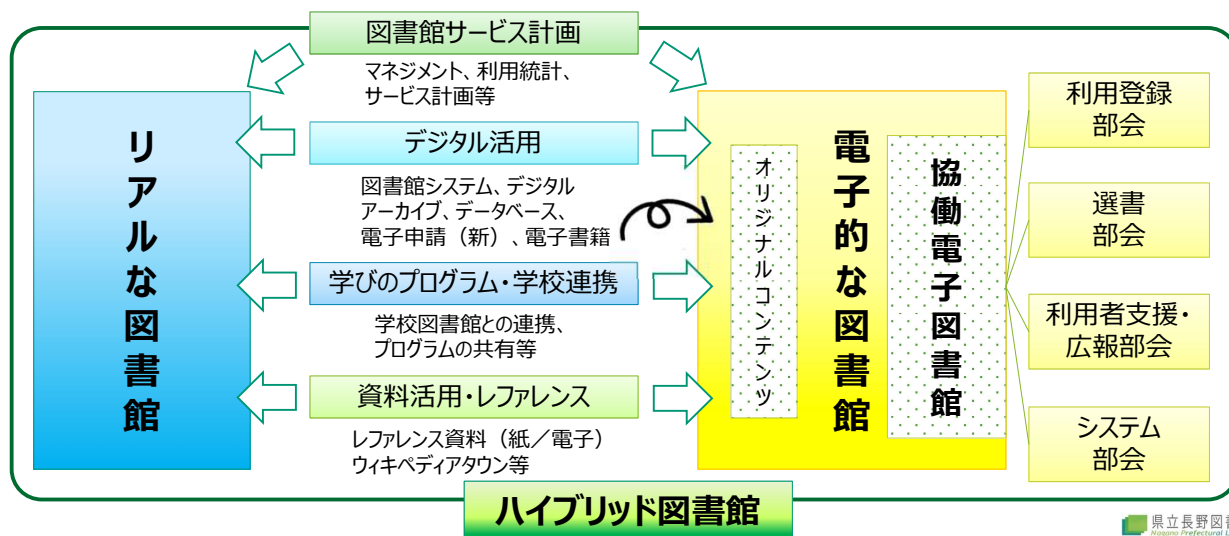 図書館サービス計画
マネジメント、利用統計、
サービス計画等
リアルな図書館
デジタル活用
図書館システム、デジタル
アーカイブ、データベース、
電子申請（新）、電子書籍
学びのプログラム・学校連携
学校図書館との連携、
プログラムの共有等
資料活用・レファレンス
レファレンス資料（紙／電子）
ウィキペディアタウン等
オリジナルコンテンツ
電子的な図書館
協働電子図書館
利用登録
部会
選書
部会
利用者支援・
広報部会
システム
部会
ハイブリッド図書館
県立長野図書
Nagano Prefectural L